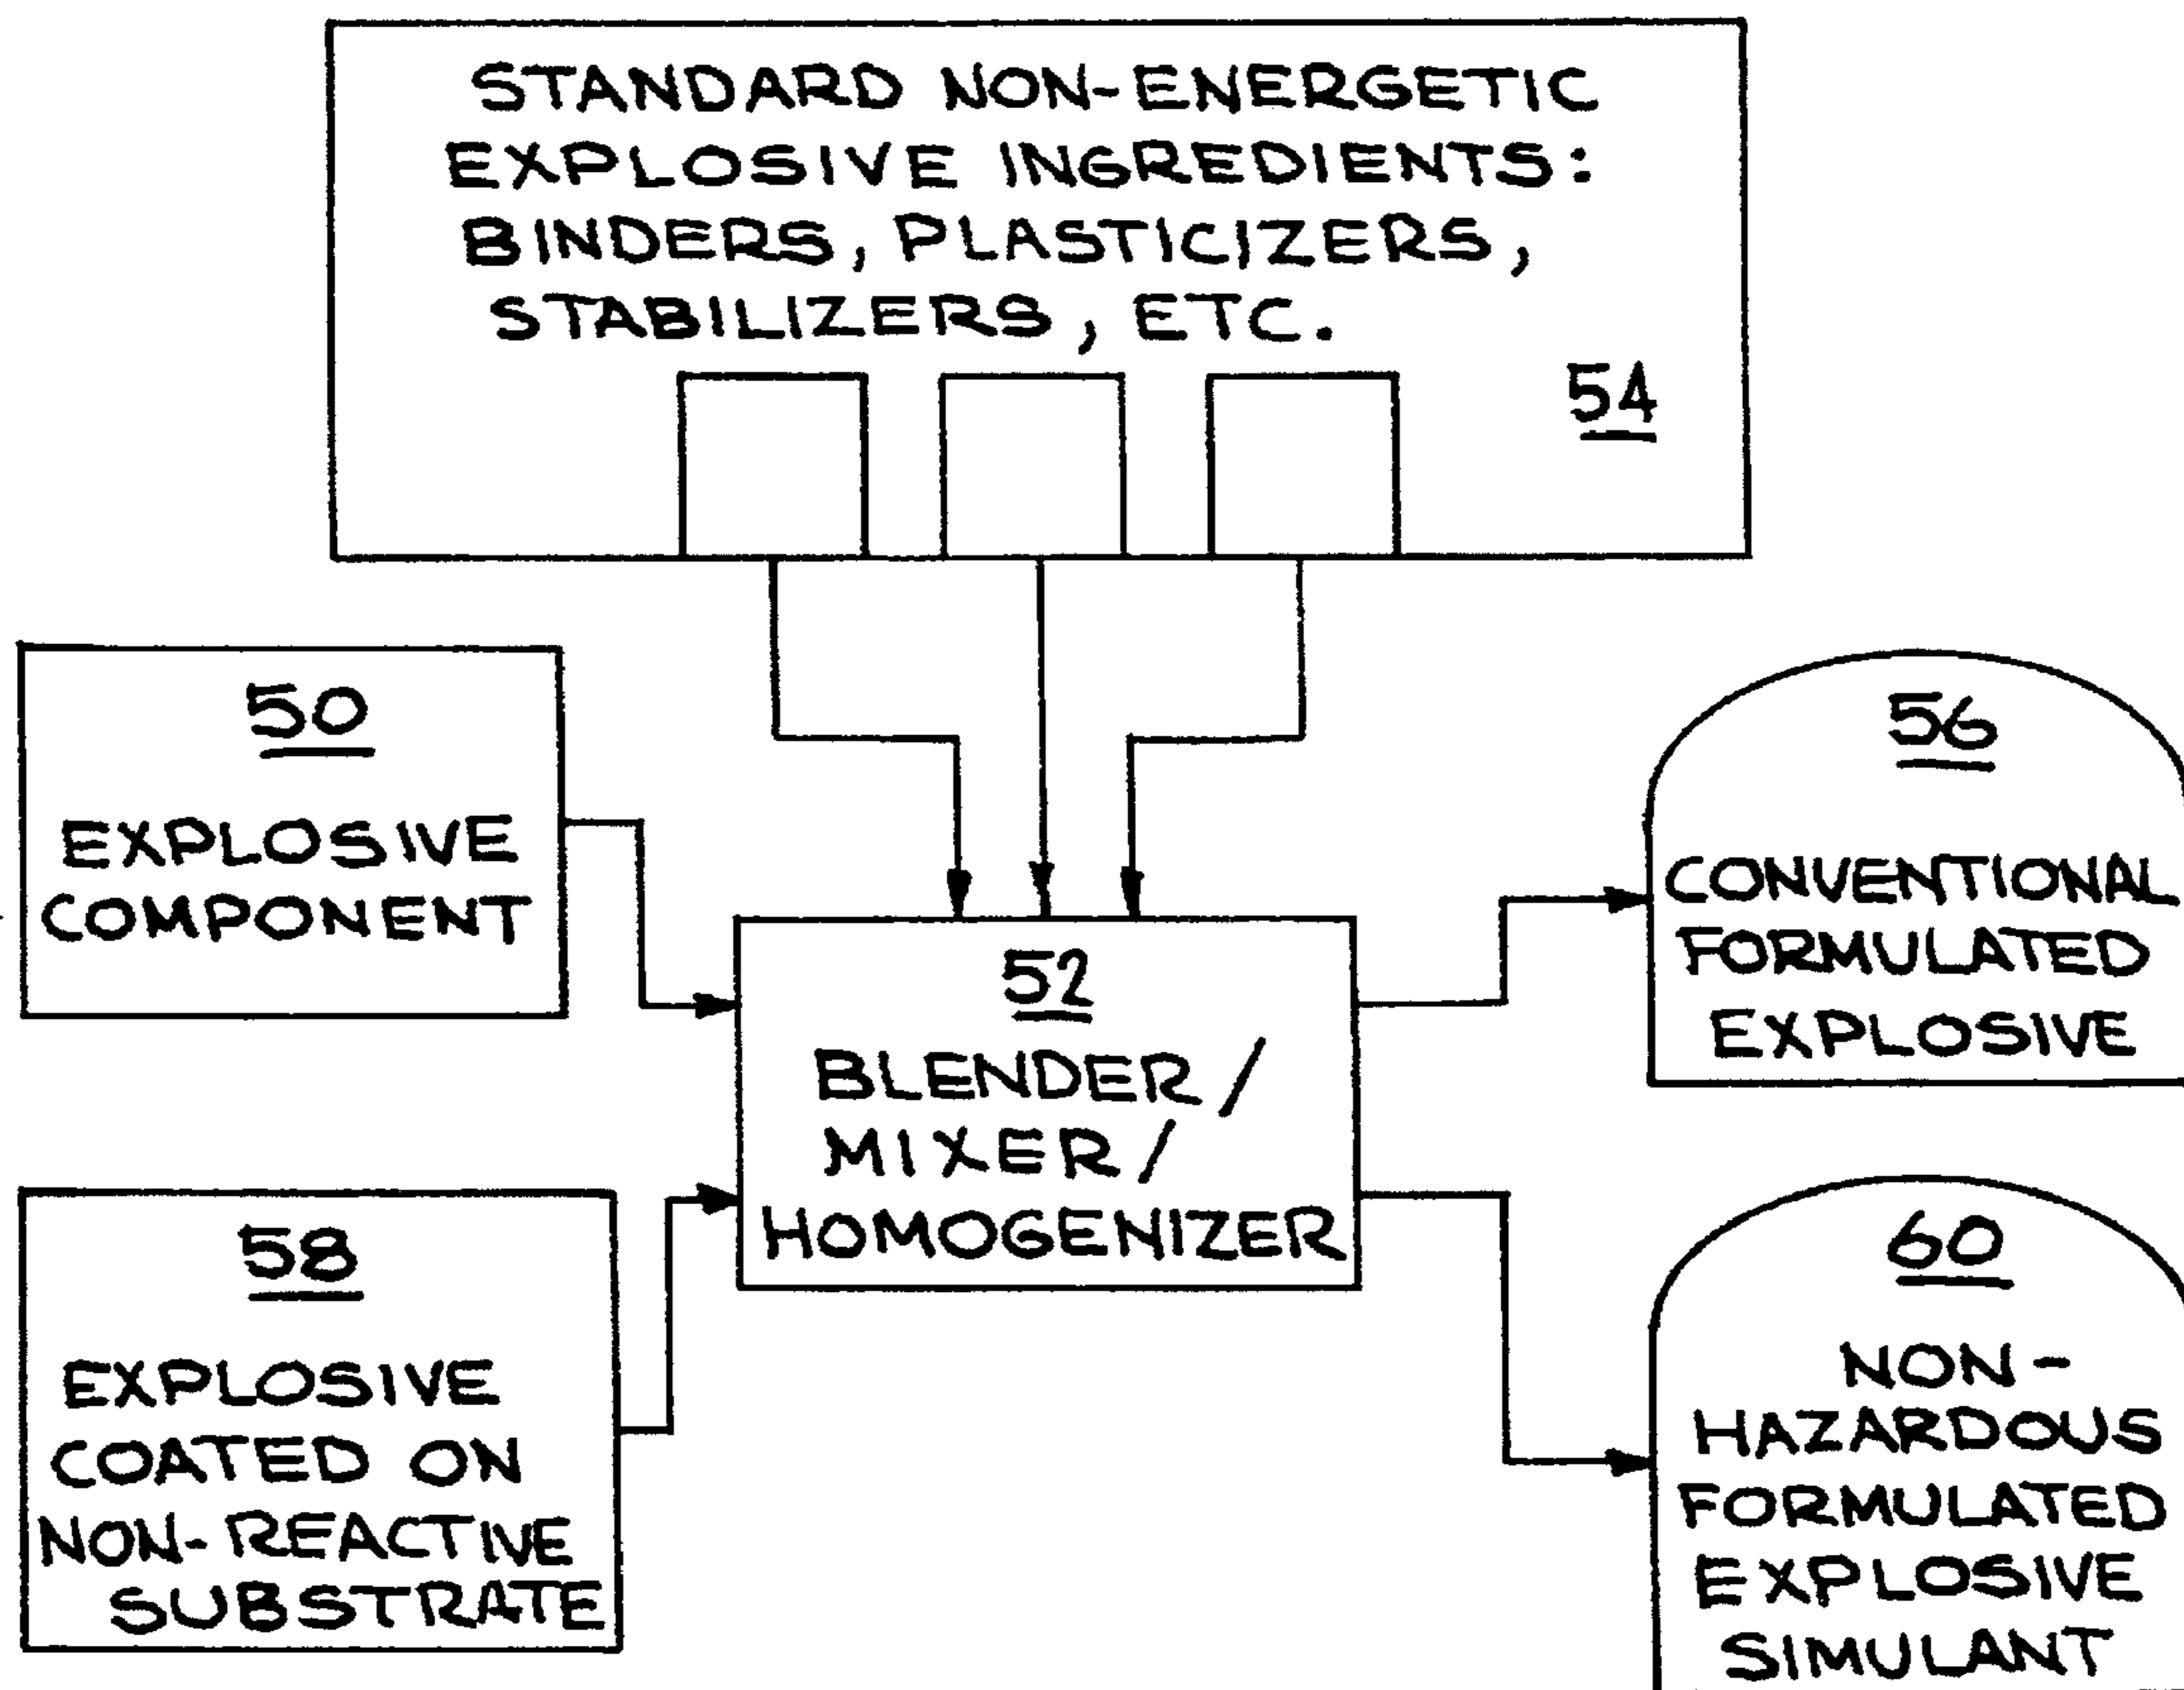 STANDARD NON-ENERGETIC
EXPLOSIVE INGREDIENTS:
BINDERS, PLASTICIZERS,
STABILIZERS, ETC.
54
50
EXPLOSIVE
COMPONENT
52
BLENDER/
MIXER/
HOMOGENIZER
56
CONVENTIONAL
FORMULATED
EXPLOSIVE
58
EXPLOSIVE
COATED ON
NON-REACTIVE
SUBSTRATE
60
NON-
HAZARDOUS
FORMULATED
EXPLOSIVE
SIMULANT